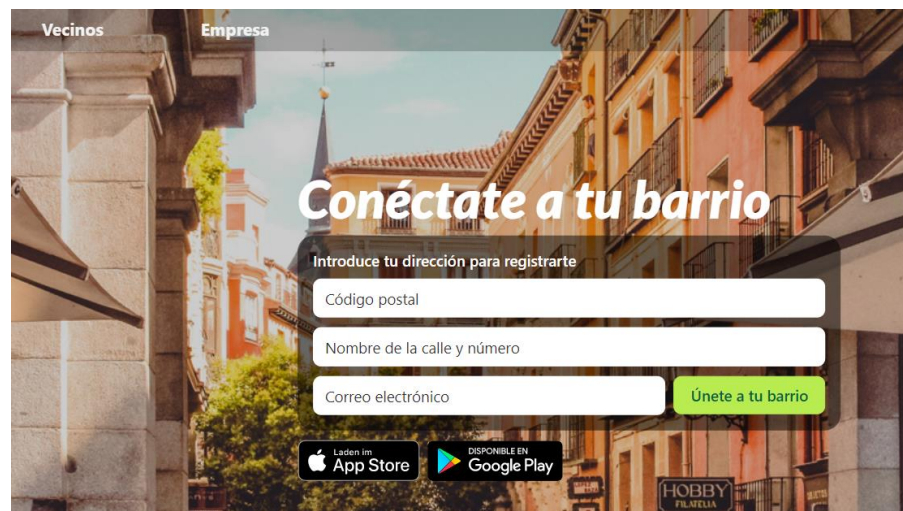 Vecinos
Empresa
Conéctate a tu barrio
Introduce tu dirección para registrarte
Código postal
Nombre de la calle y número
Correo electrónico
Únete a tu barrio
Laden im
App Store
DISPONIBLE EN
Google Play
HOBBY
FILATELIA